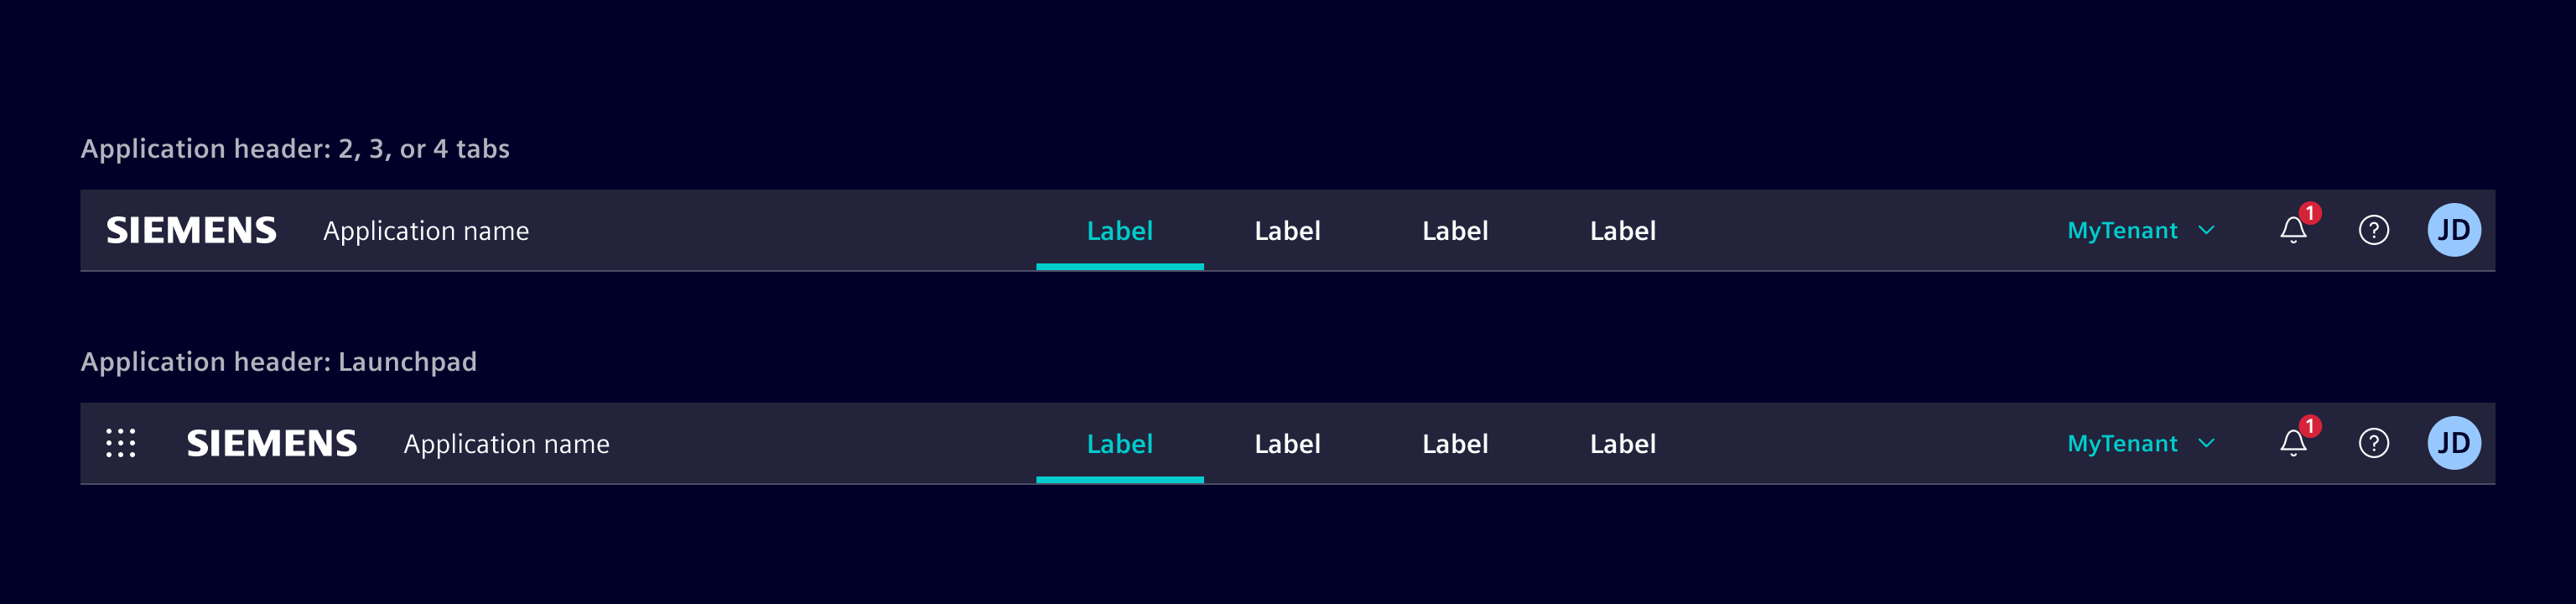 Application header: 2, 3, or 4 tabs
SIEMENS Application name Label Label Label Label MyTenant 1 ? JD
Application header: Launchpad
SIEMENS Application name Label Label Label Label MyTenant 1 ? JD